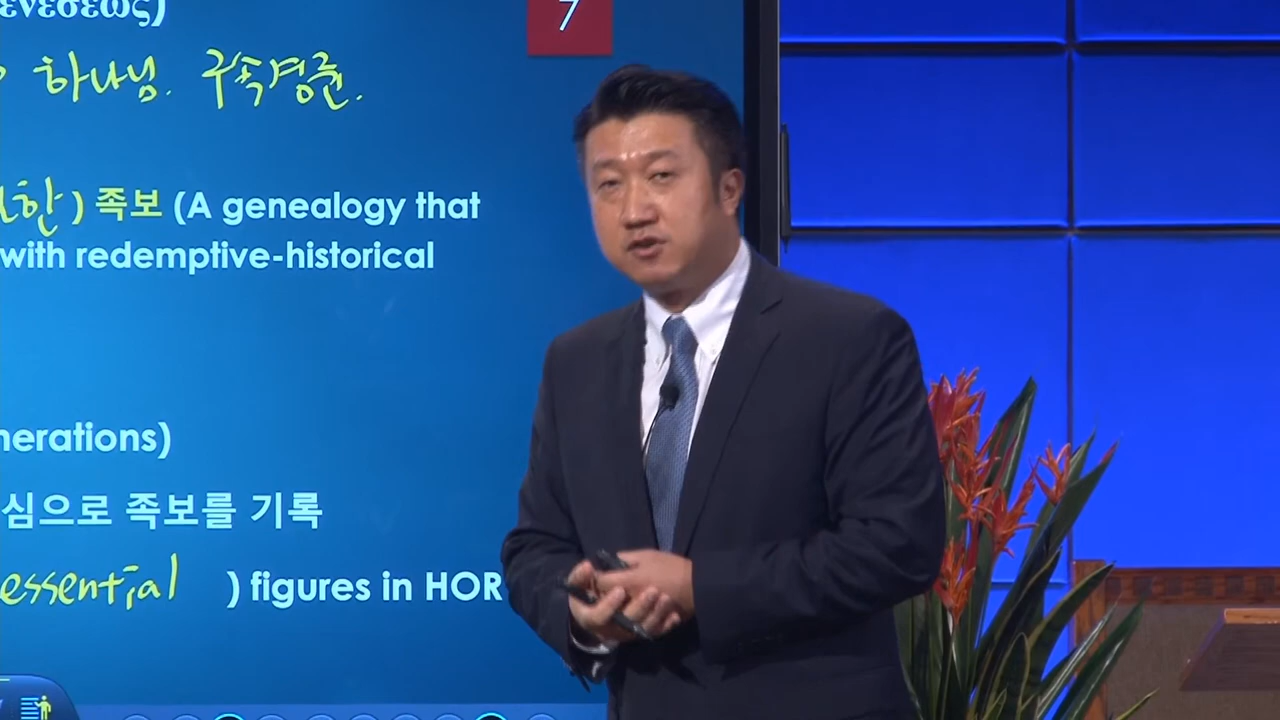 ενέσεως)
7
하나님. 구속경륜.
한) 족보 (A genealogy that
with redemptive-historical
nerations)
심으로 족보를 기록
essential ) figures in HOR